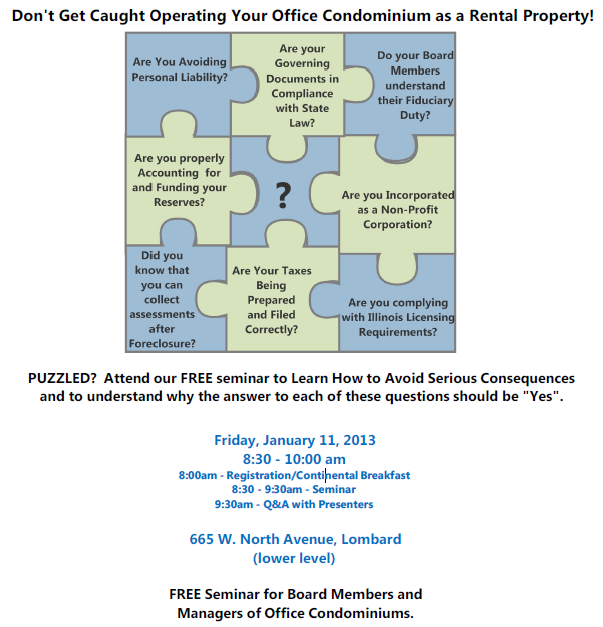 Don't Get Caught Operating Your Office Condominium as a Rental Property!
Are You Avoiding
Personal Liability?
Are your
Governing
Documents in
Compliance
with State
Law?
Do your Board
Members
understand
their Fiduciary
Duty?
Are you properly
Accounting for
and Funding your
Reserves?
?
Are you Incorporated
as a Non-Profit
Corporation?
Did you
know that
you can
collect
assessments
after
Foreclosure?
Are Your Taxes
Being
Prepared
and Filed
Correctly?
Are you complying
with Illinois Licensing
Requirements?
PUZZLED? Attend our FREE seminar to Learn How to Avoid Serious Consequences
and to understand why the answer to each of these questions should be "Yes".
Friday, January 11, 2013
8:30 - 10:00 am
8:00am - Registration/Continental Breakfast
8:30 - 9:30am - Seminar
9:30am - Q&A with Presenters
665 W. North Avenue, Lombard
(lower level)
FREE Seminar for Board Members and
Managers of Office Condominiums.